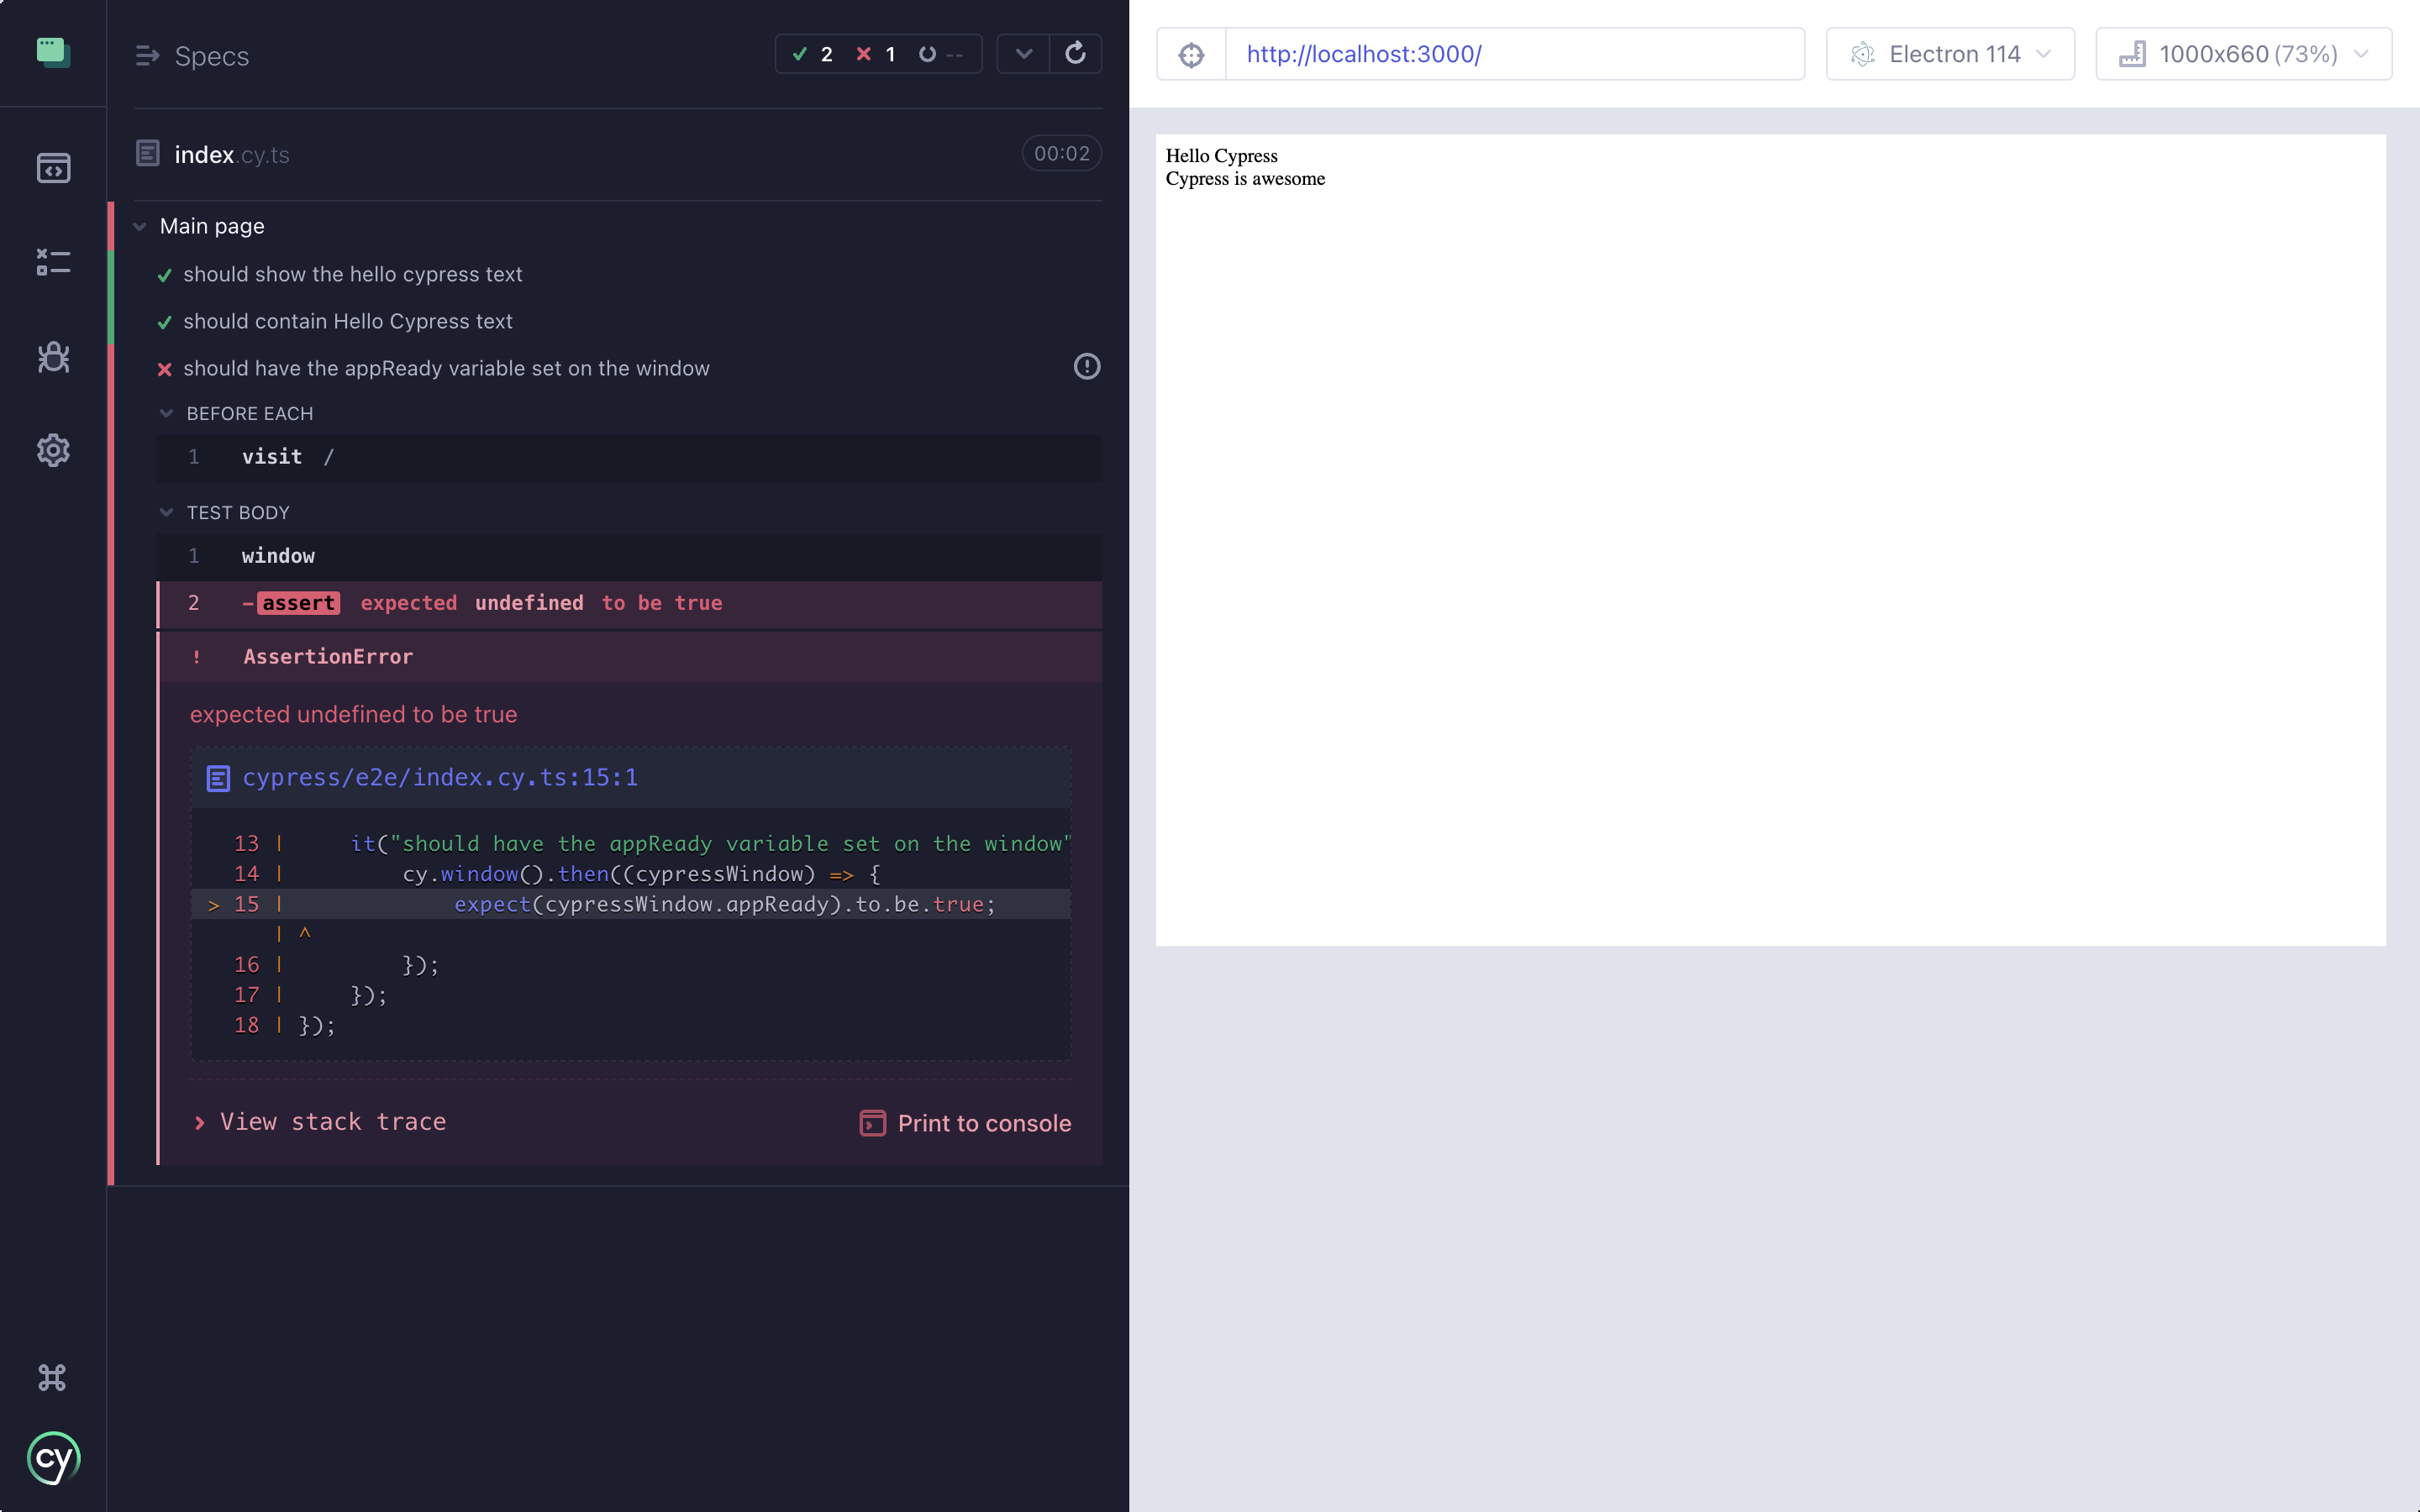 Specs
2 1 --
index.cy.ts 00:02
Main page
should show the hello cypress text
should contain Hello Cypress text
should have the appReady variable set on the window
BEFORE EACH
1 visit /
TEST BODY
1 window
2 -assert expected undefined to be true
! AssertionError
expected undefined to be true
cypress/e2e/index.cy.ts:15:1
13 | it("should have the appReady variable set on the window"
14 | cy.window().then((cypressWindow) => {
> 15 | expect(cypressWindow.appReady).to.be.true;
| ^
16 | });
17 | });
18 | });
> View stack trace
Print to console
cy
http://localhost:3000/
Electron 114
1000x660 (73%)
Hello Cypress
Cypress is awesome